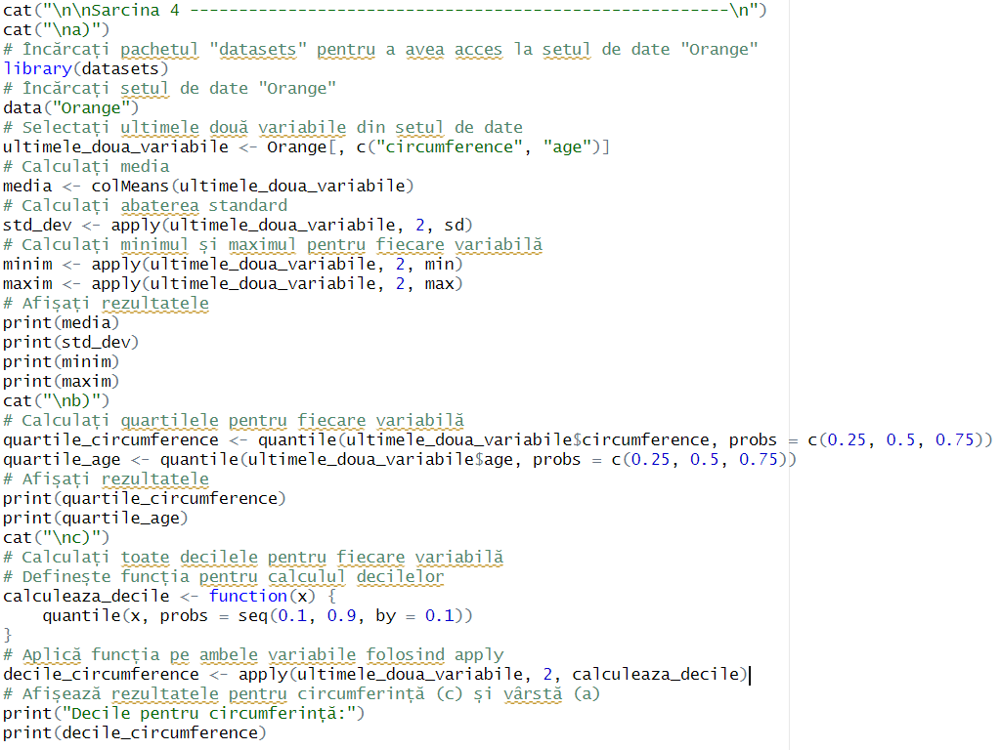 cat("\n\nSarcina 4 -------------------------------------------------------\n")
cat("\na)")
# Încărcați pachetul "datasets" pentru a avea acces la setul de date "Orange"
library(datasets)
# Încărcați setul de date "Orange"
data("Orange")
# Selectați ultimele două variabile din setul de date
ultimele_doua_variabile <- Orange[, c("circumference", "age")]
# Calculați media
media <- colMeans(ultimele_doua_variabile)
# Calculați abaterea standard
std_dev <- apply(ultimele_doua_variabile, 2, sd)
# Calculați minimul și maximul pentru fiecare variabilă
minim <- apply(ultimele_doua_variabile, 2, min)
maxim <- apply(ultimele_doua_variabile, 2, max)
# Afișați rezultatele
print(media)
print(std_dev)
print(minim)
print(maxim)
cat("\nb)")
# Calculați quartilele pentru fiecare variabilă
quartile_circumference <- quantile(ultimele_doua_variabile$circumference, probs = c(0.25, 0.5, 0.75))
quartile_age <- quantile(ultimele_doua_variabile$age, probs = c(0.25, 0.5, 0.75))
# Afișați rezultatele
print(quartile_circumference)
print(quartile_age)
cat("\nc)")
# Calculați toate decilele pentru fiecare variabilă
# Definește funcția pentru calculul decilelor
calculeaza_decile <- function(x) {
    quantile(x, probs = seq(0.1, 0.9, by = 0.1))
}
# Aplică funcția pe ambele variabile folosind apply
decile_circumference <- apply(ultimele_doua_variabile, 2, calculeaza_decile)
# Afișează rezultatele pentru circumferință (c) și vârstă (a)
print("Decile pentru circumferință:")
print(decile_circumference)